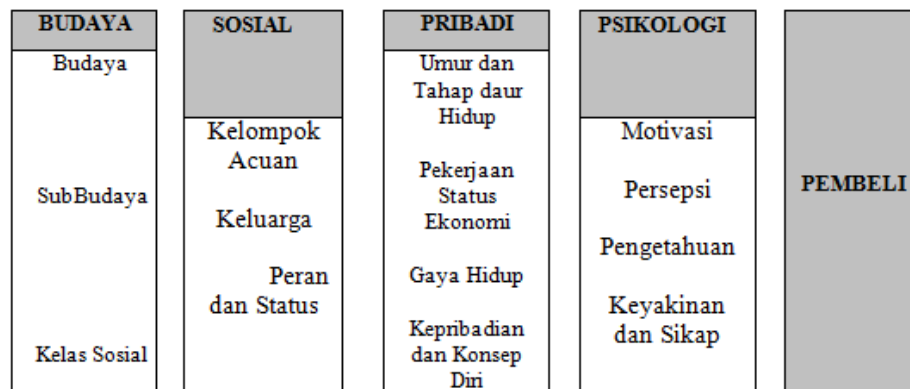 BUDAYA
Budaya
SubBudaya
Kelas Sosial
SOSIAL
Kelompok
Acuan
Keluarga
Peran
dan Status
PRIBADI
Umur dan
Tahap daur
Hidup
Pekerjaan
Status
Ekonomi
Gaya Hidup
Kepribadian
dan Konsep
Diri
PSIKOLOGI
Motivasi
Persepsi
Pengetahuan
Keyakinan
dan Sikap
PEMBELI